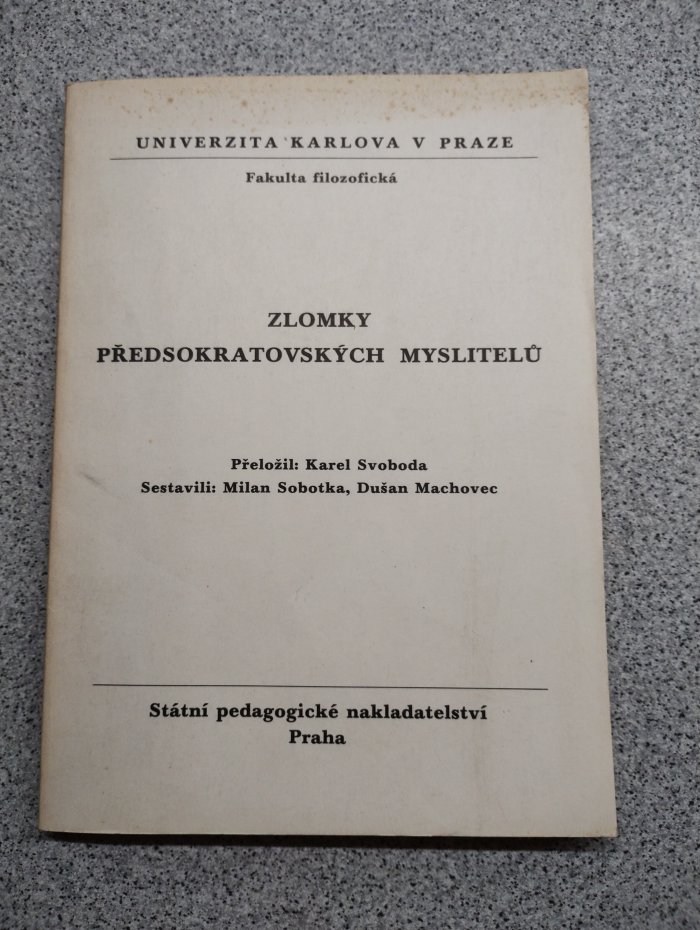 UNIVERZITA KARLOVA V PRAZE
Fakulta filozofická
ZLOMKY
PŘEDSOKRATOVSKÝCH MYSLITELŮ
Přeložil: Karel Svoboda
Sestavili: Milan Sobotka, Dušan Machovec
Státní pedagogické nakladatelství
Praha